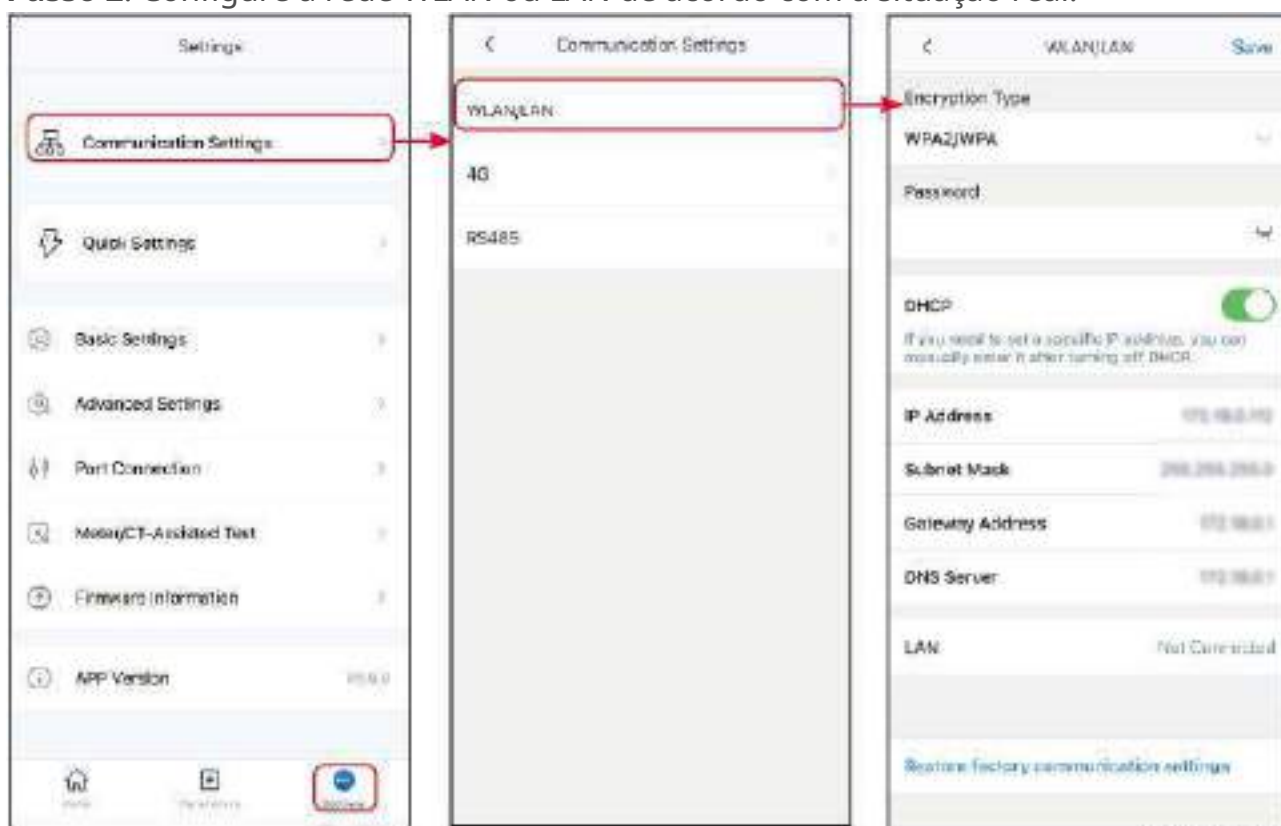 Passo 2: Configure a rede WLAN ou LAN de acordo com a situação real.
Settings
Communication Settings
Quick Settings
Basic Settings
Advanced Settings
Port Connection
Meter/CT-Assisted Test
Firmware Information
APP Version
Communication Settings
WLAN/LAN
4G
RS485
WLAN/LAN
Save
Encryption Type
WPA2/WPA
Password
DHCP
If you need to set a specific IP address, you can
manually enter it after turning off DHCP.
IP Address
Subnet Mask
Gateway Address
DNS Server
LAN
Not Connected
Restore factory communication settings